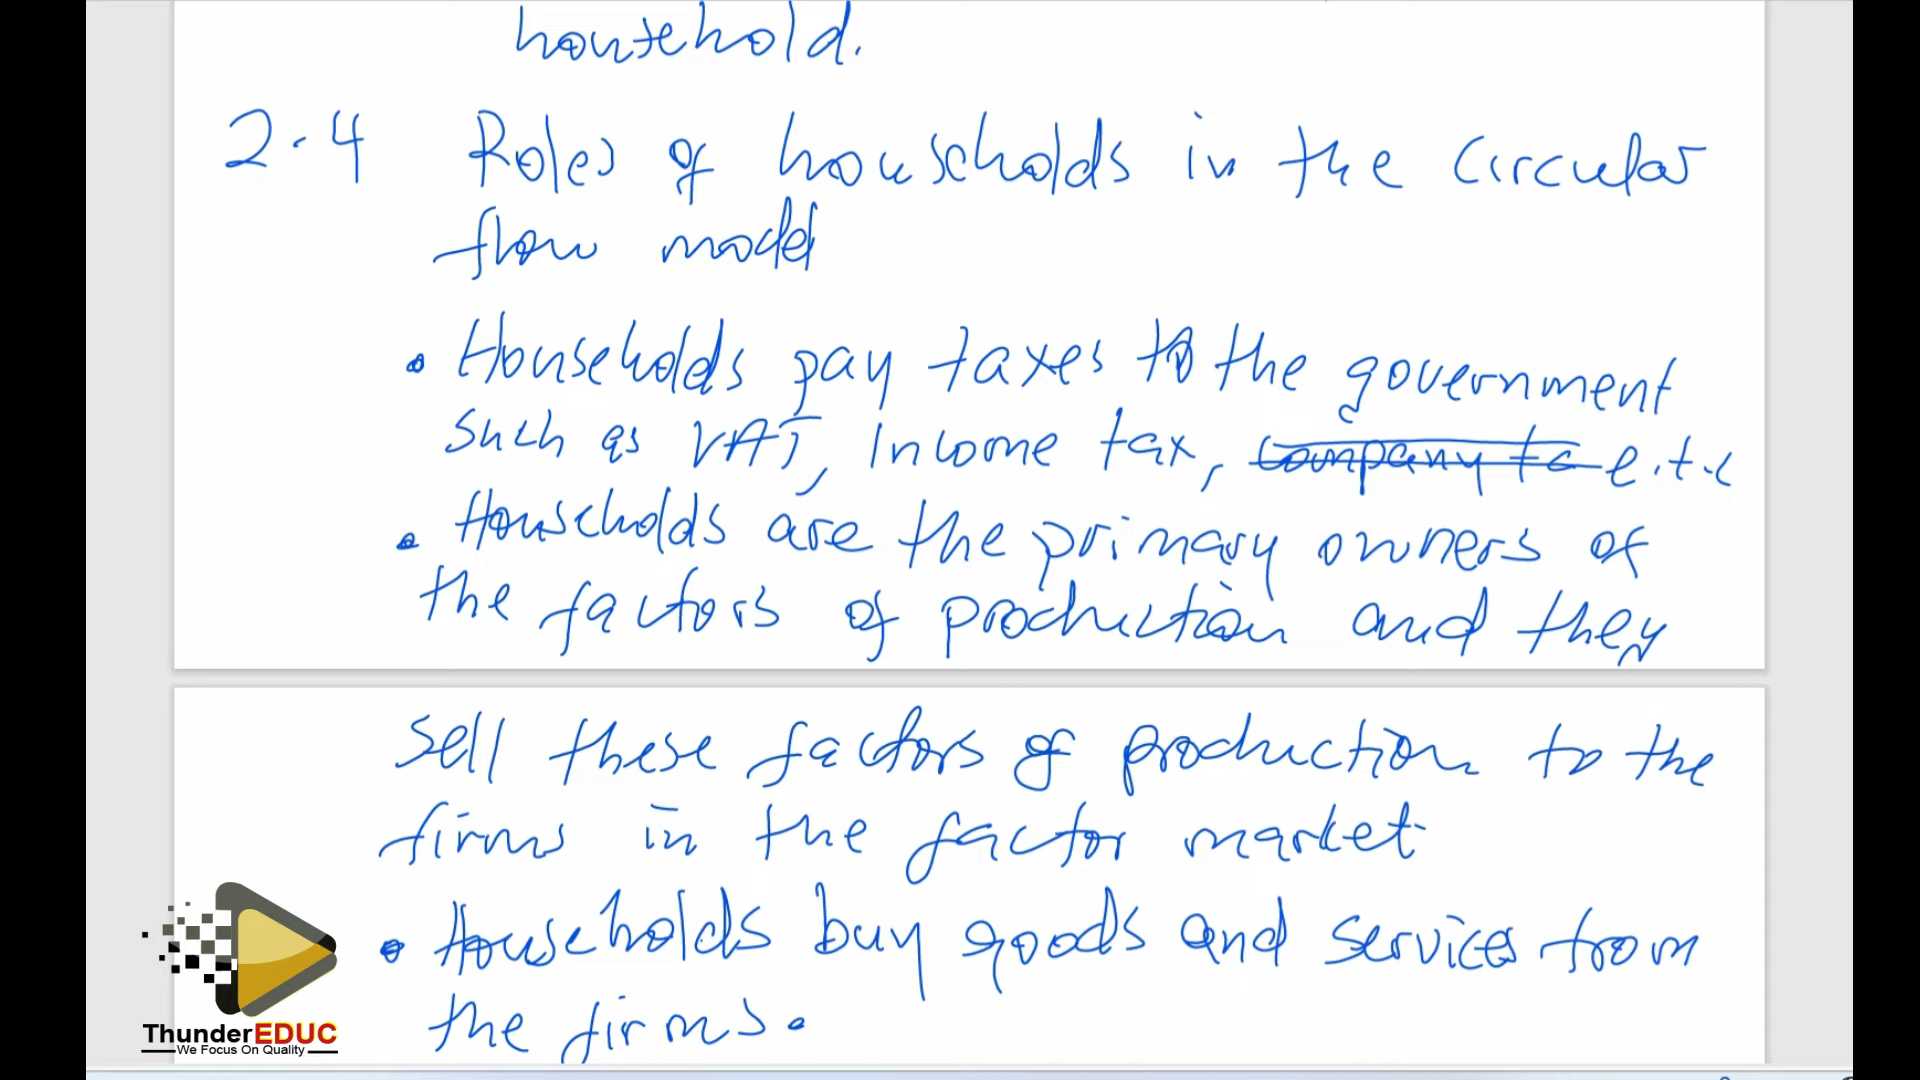 household.
2.4 Roles of households in the circular
flow model
• Households pay taxes to the government
such as VAT, Income tax, company ta e.t.c
• Households are the primary owners of
the factors of production and they
sell these factors of production to the
firms in the factor market
• Households buy goods and services from
the firms.
ThunderEDUC
We Focus On Quality